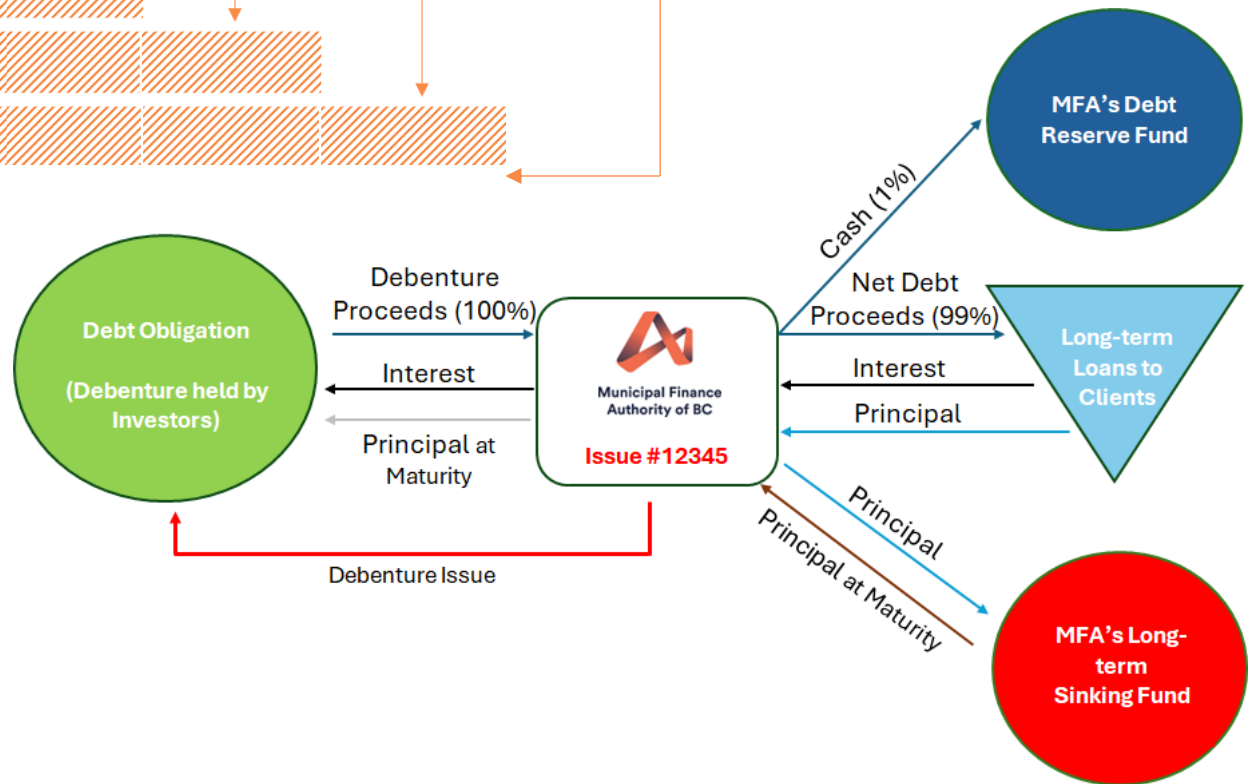 MFA's Debt
Reserve Fund
Cash (1%)
Debenture
Proceeds (100%)
Net Debt
Proceeds (99%)
Debt Obligation
(Debenture held by
Investors)
Interest
Principal at
Maturity
Municipal Finance
Authority of BC
Issue #12345
Interest
Principal
Long-term
Loans to
Clients
Debenture Issue
Principal
Principal at Maturity
MFA's Long-
term
Sinking Fund